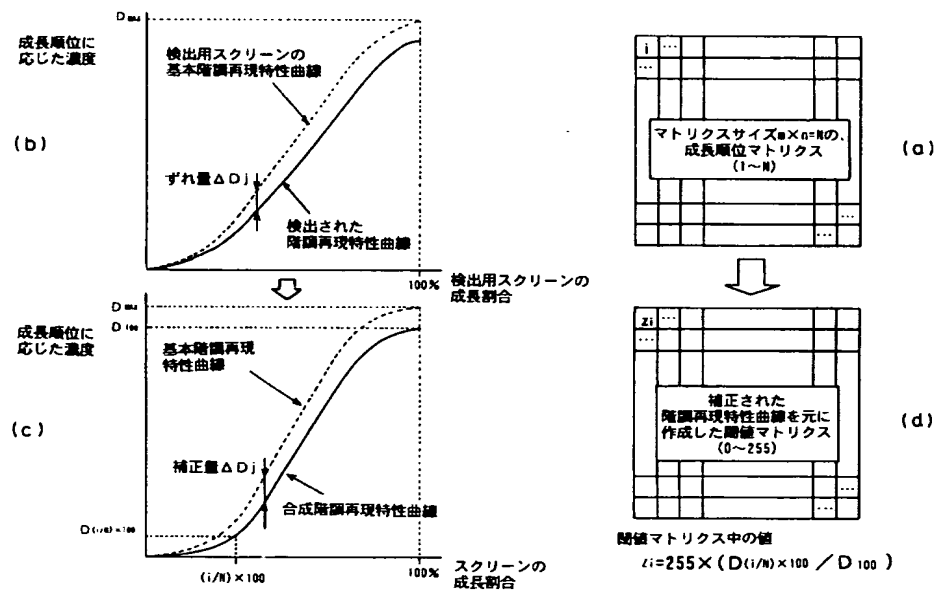 D max
成長順位に
応じた濃度
検出用スクリーンの
基本階調再現特性曲線
(b)
ずれ量ΔDj
検出された
階調再現特性曲線
100%
検出用スクリーンの
成長割合
i
...
...
マトリクスサイズm×n=Nの、
成長順位マトリクス
(1~N)
(a)
...
...
D max
D 100
成長順位に
応じた濃度
基本階調再現
特性曲線
(c)
補正量ΔDj
合成階調再現特性曲線
D(i/N)×100
(i/N)×100
100%
スクリーンの
成長割合
Zi
...
...
補正された
階調再現特性曲線を元に
作成した閾値マトリクス
(0~255)
(d)
...
...
閾値マトリクス中の値
Zi=255×(D(i/N)×100/D100)